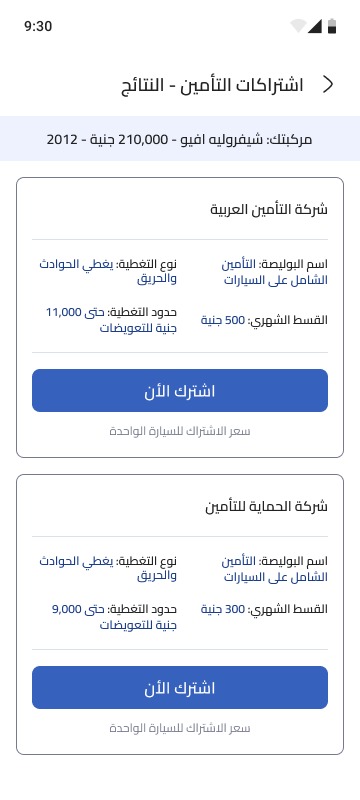 9:30
اشتراكات التأمين - النتائج
مركبتك: شيفروليه افيو - 210,000 جنية - 2012
شركة التأمين العربية
اسم البوليصة: التأمين
الشامل على السيارات
نوع التغطية: يغطي الحوادث
والحريق
القسط الشهري: 500 جنية
حدود التغطية: حتى 11,000
جنية للتعويضات
اشترك الأن
سعر الاشتراك للسيارة الواحدة
شركة الحماية للتأمين
اسم البوليصة: التأمين
الشامل على السيارات
نوع التغطية: يغطي الحوادث
والحريق
القسط الشهري: 300 جنية
حدود التغطية: حتى 9,000
جنية للتعويضات
اشترك الأن
سعر الاشتراك للسيارة الواحدة